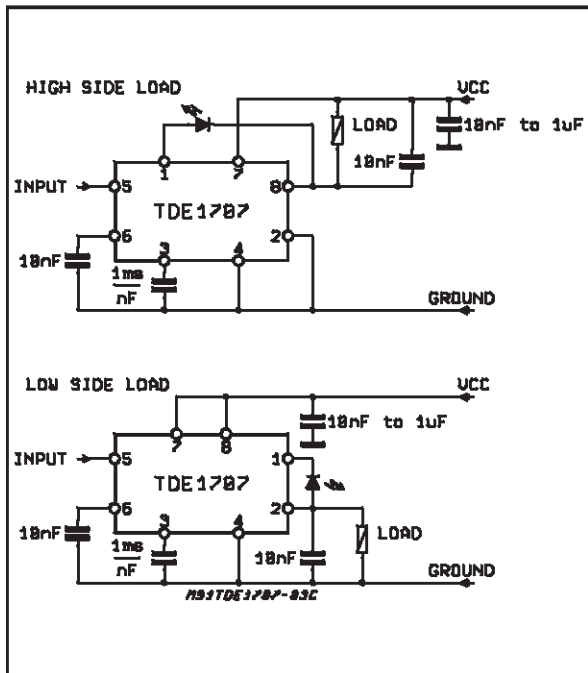 HIGH SIDE LOAD
VCC
LOAD
10nF to 1uF
10nF
1
7
INPUT
5
8
TDE1707
6
2
10nF
3
4
1ms
nF
GROUND
LOW SIDE LOAD
VCC
10nF to 1uF
7
8
INPUT
5
1
TDE1707
6
2
10nF
3
4
LOAD
1ms
nF
10nF
GROUND
M93TDE1707-03C